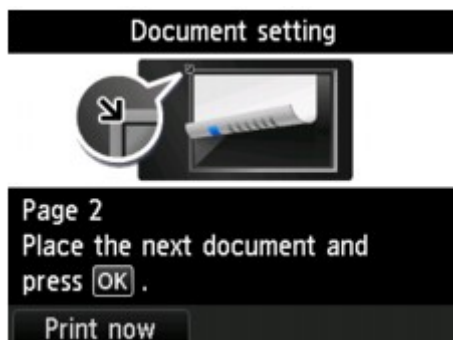 Document setting
Page 2
Place the next document and
press OK .
Print now